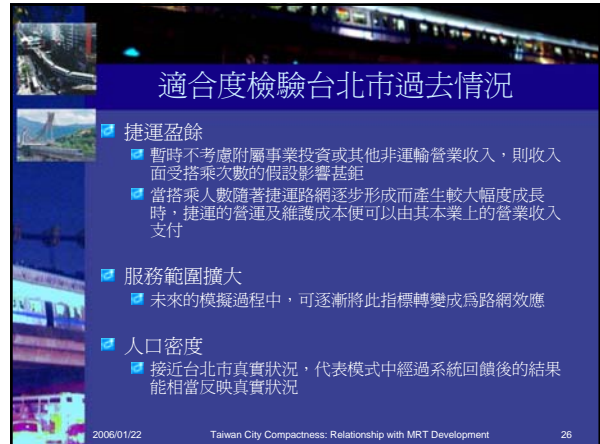 適合度檢驗台北市過去情況
捷運盈餘
暫時不考慮附屬事業投資或其他非運輸營業收入，則收入
面受搭乘次數的假設影響甚鉅
當搭乘人數隨著捷運路網逐步形成而產生較大幅度成長
時，捷運的營運及維護成本便可以由其本業上的營業收入
支付
服務範圍擴大
未來的模擬過程中，可逐漸將此指標轉變成為路網效應
人口密度
接近台北市真實狀況，代表模式中經過系統回饋後的結果
能相當反映真實狀況
2006/01/22 Taiwan City Compactness: Relationship with MRT Development 26